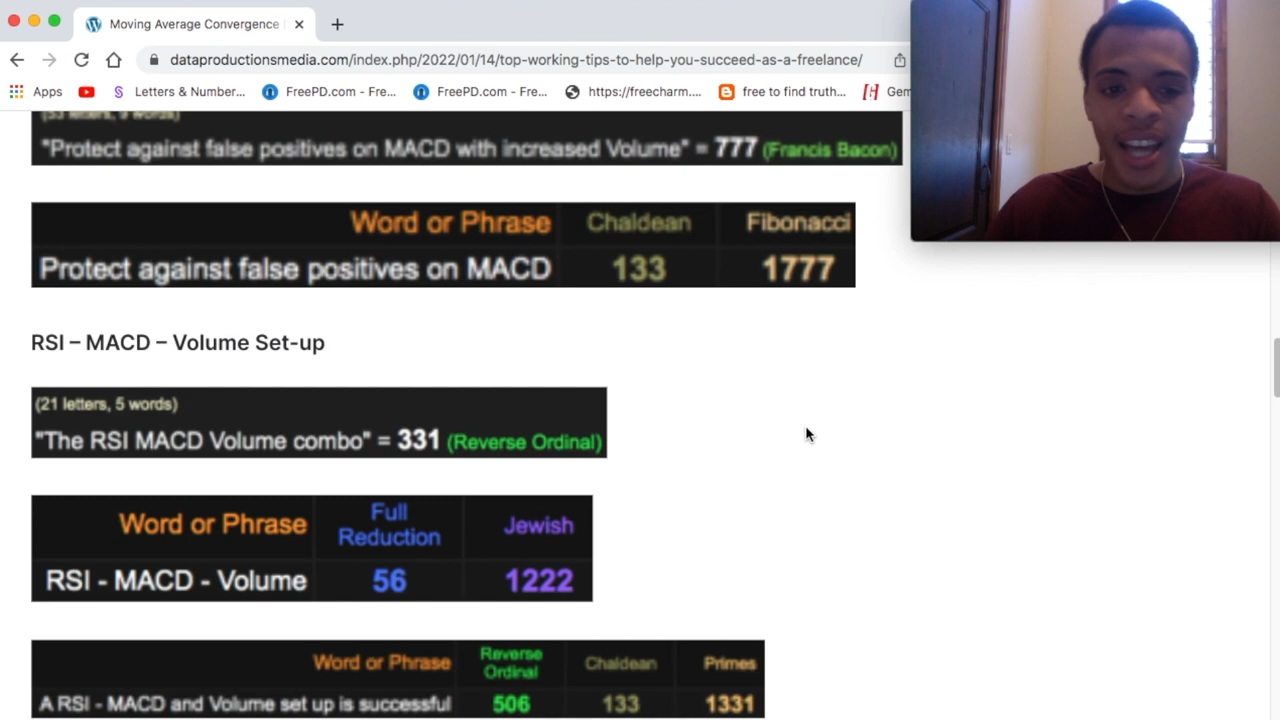 Moving Average Convergence
dataproductionsmedia.com/index.php/2022/01/14/top-working-tips-to-help-you-succeed-as-a-freelance/
Apps
Letters & Number...
FreePD.com - Fre...
FreePD.com - Fre...
https://freecharm....
free to find truth...
Gem
(53 letters, 9 words)
"Protect against false positives on MACD with increased Volume" = 777 (Francis Bacon)
Word or Phrase Chaldean Fibonacci
Protect against false positives on MACD 133 1777
RSI – MACD – Volume Set-up
(21 letters, 5 words)
"The RSI MACD Volume combo" = 331 (Reverse Ordinal)
Word or Phrase Full Reduction Jewish
RSI - MACD - Volume 56 1222
Word or Phrase Reverse Ordinal Chaldean Primes
A RSI - MACD and Volume set up is successful 506 133 1331